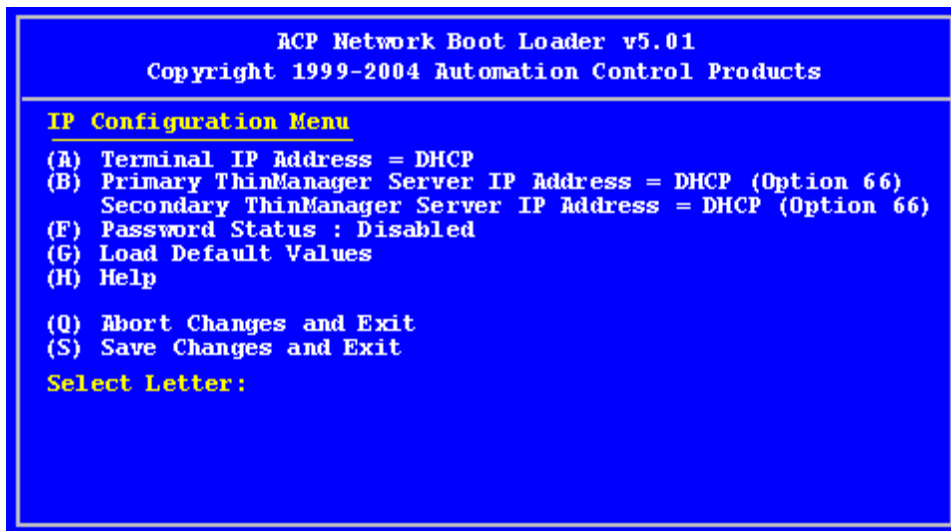 ACP Network Boot Loader v5.01
Copyright 1999-2004 Automation Control Products
IP Configuration Menu
(A) Terminal IP Address = DHCP
(B) Primary ThinManager Server IP Address = DHCP (Option 66)
Secondary ThinManager Server IP Address = DHCP (Option 66)
(F) Password Status : Disabled
(G) Load Default Values
(H) Help
(Q) Abort Changes and Exit
(S) Save Changes and Exit
Select Letter: